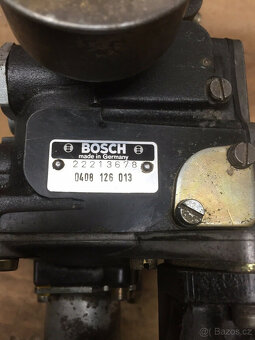 BOSCH
made in Germany
22213678
0408 126 013
Bazos.cz